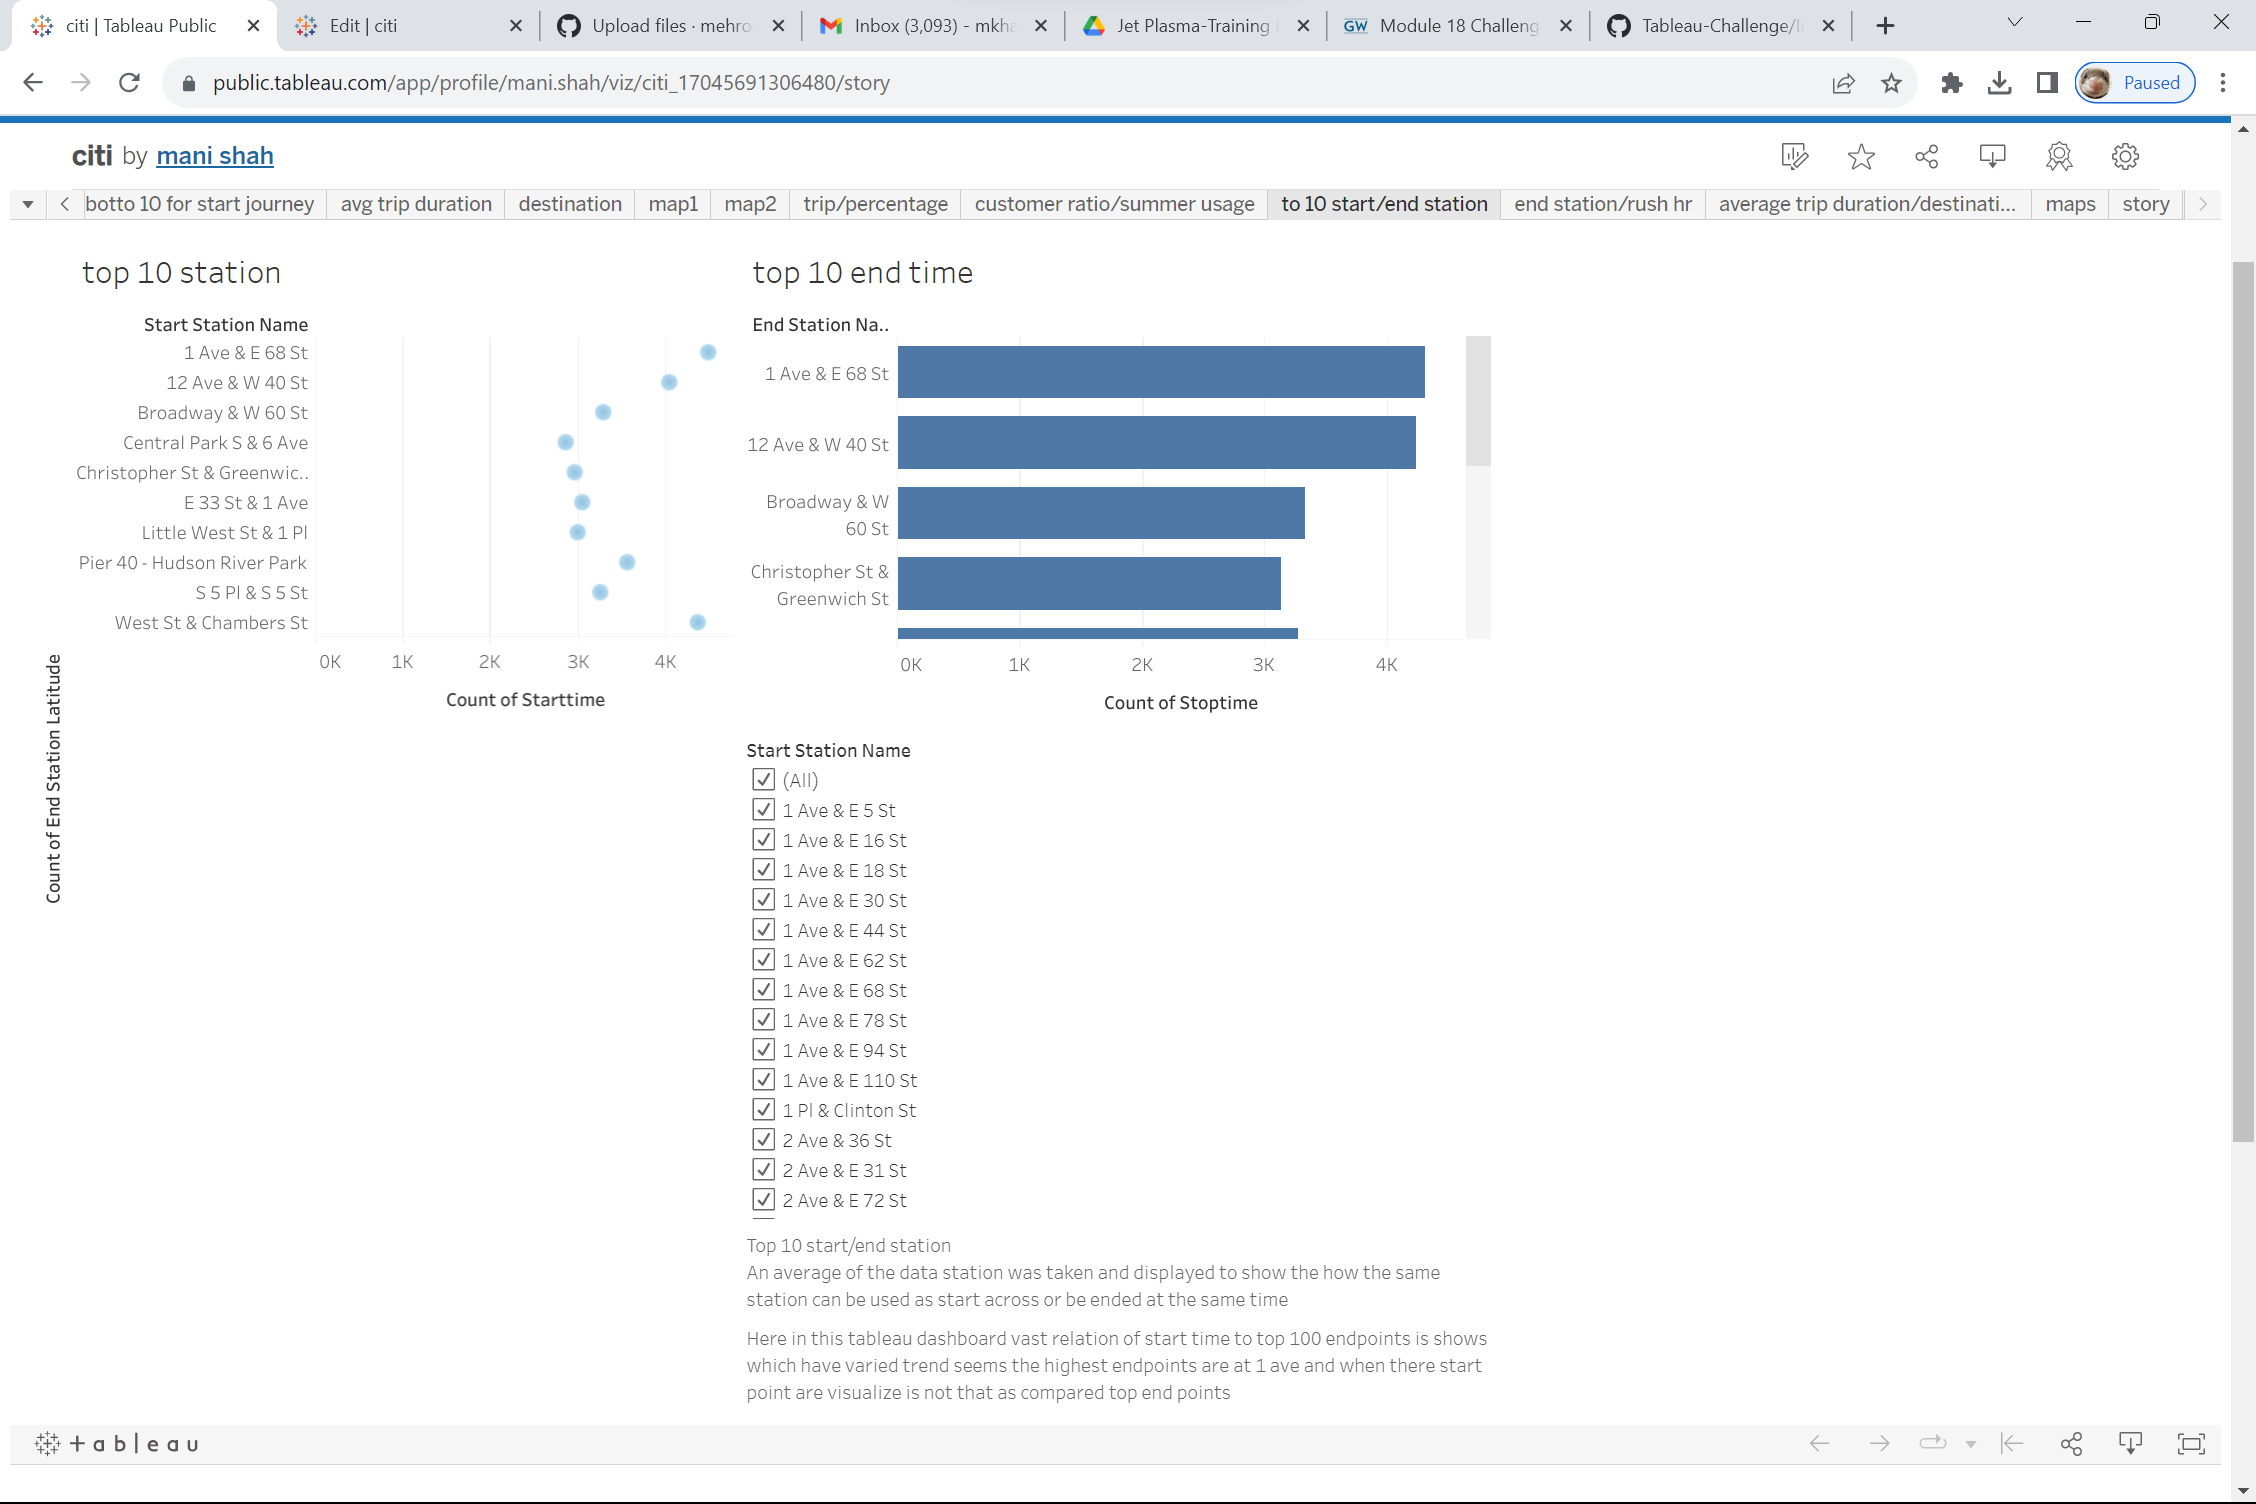 citi | Tableau Public
Edit | citi
Upload files · mehro
Inbox (3,093) - mkha
Jet Plasma-Training
GW Module 18 Challeng
Tableau-Challenge/I
public.tableau.com/app/profile/mani.shah/viz/citi_17045691306480/story
Paused
citi by mani shah
botto 10 for start journey
avg trip duration
destination
map1
map2
trip/percentage
customer ratio/summer usage
to 10 start/end station
end station/rush hr
average trip duration/destinati...
maps
story
top 10 station
Start Station Name
1 Ave & E 68 St
12 Ave & W 40 St
Broadway & W 60 St
Central Park S & 6 Ave
Christopher St & Greenwic..
E 33 St & 1 Ave
Little West St & 1 Pl
Pier 40 - Hudson River Park
S 5 Pl & S 5 St
West St & Chambers St
0K 1K 2K 3K 4K
Count of Starttime
Count of End Station Latitude
top 10 end time
End Station Na..
1 Ave & E 68 St
12 Ave & W 40 St
Broadway & W
60 St
Christopher St &
Greenwich St
0K 1K 2K 3K 4K
Count of Stoptime
Start Station Name
(All)
1 Ave & E 5 St
1 Ave & E 16 St
1 Ave & E 18 St
1 Ave & E 30 St
1 Ave & E 44 St
1 Ave & E 62 St
1 Ave & E 68 St
1 Ave & E 78 St
1 Ave & E 94 St
1 Ave & E 110 St
1 Pl & Clinton St
2 Ave & 36 St
2 Ave & E 31 St
2 Ave & E 72 St
Top 10 start/end station
An average of the data station was taken and displayed to show the how the same
station can be used as start across or be ended at the same time
Here in this tableau dashboard vast relation of start time to top 100 endpoints is shows
which have varied trend seems the highest endpoints are at 1 ave and when there start
point are visualize is not that as compared top end points
+ableau